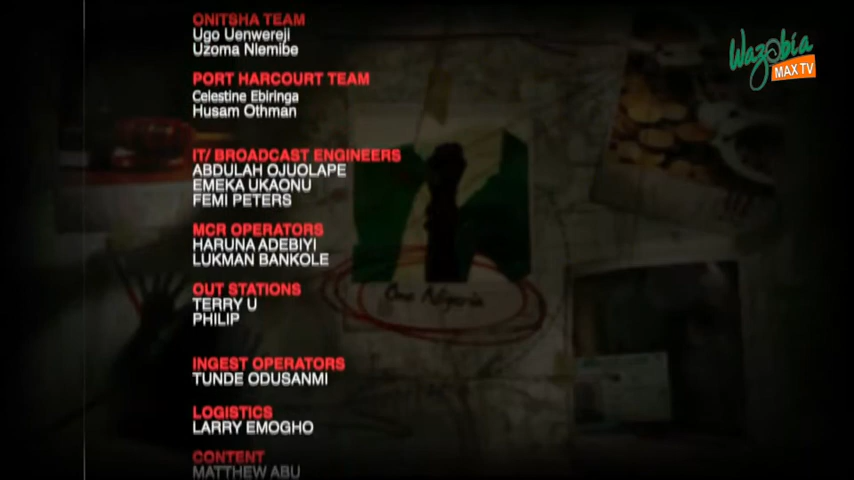 ONITSHA TEAM
Ugo Uenwereji
Uzoma Nlemibe
PORT HARCOURT TEAM
Celestine Ebiringa
Husam Othman
IT/ BROADCAST ENGINEERS
ABDULAH OJUOLAPE
EMEKA UKAONU
FEMI PETERS
MCR OPERATORS
HARUNA ADEBIYI
LUKMAN BANKOLE
OUT STATIONS
TERRY U
PHILIP
INGEST OPERATORS
TUNDE ODUSANMI
LOGISTICS
LARRY EMOGHO
CONTENT
MATTHEW ABU
Wazobia
MAX TV
One Nigeria